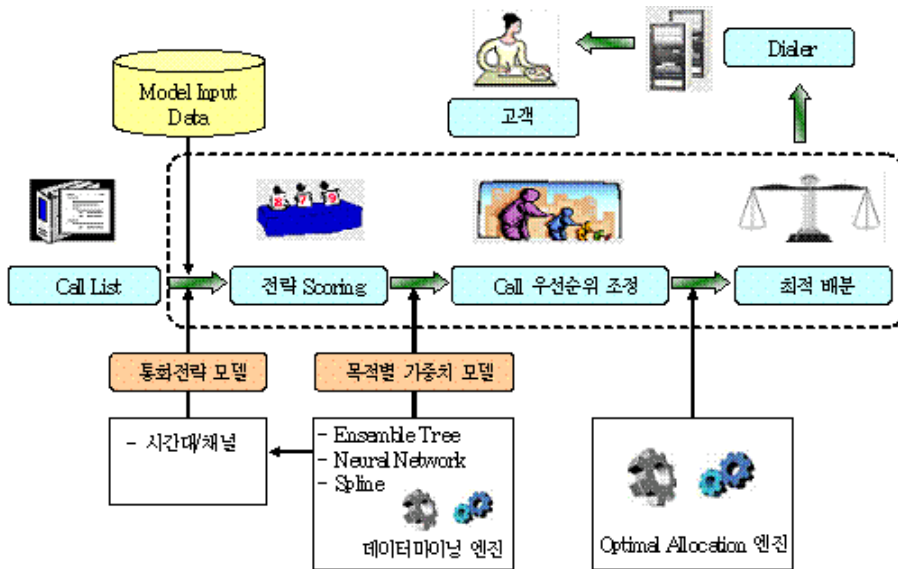 Dialer
Model Input
Data
고객
8 7 9
Call List
전략 Scoring
Call 우선순위 조정
최적 배분
통화전략 모델
목적별 가중치 모델
- 시간대/채널
- Ensemble Tree
- Neural Network
- Spline
데이터마이닝 엔진
Optimal Allocation 엔진